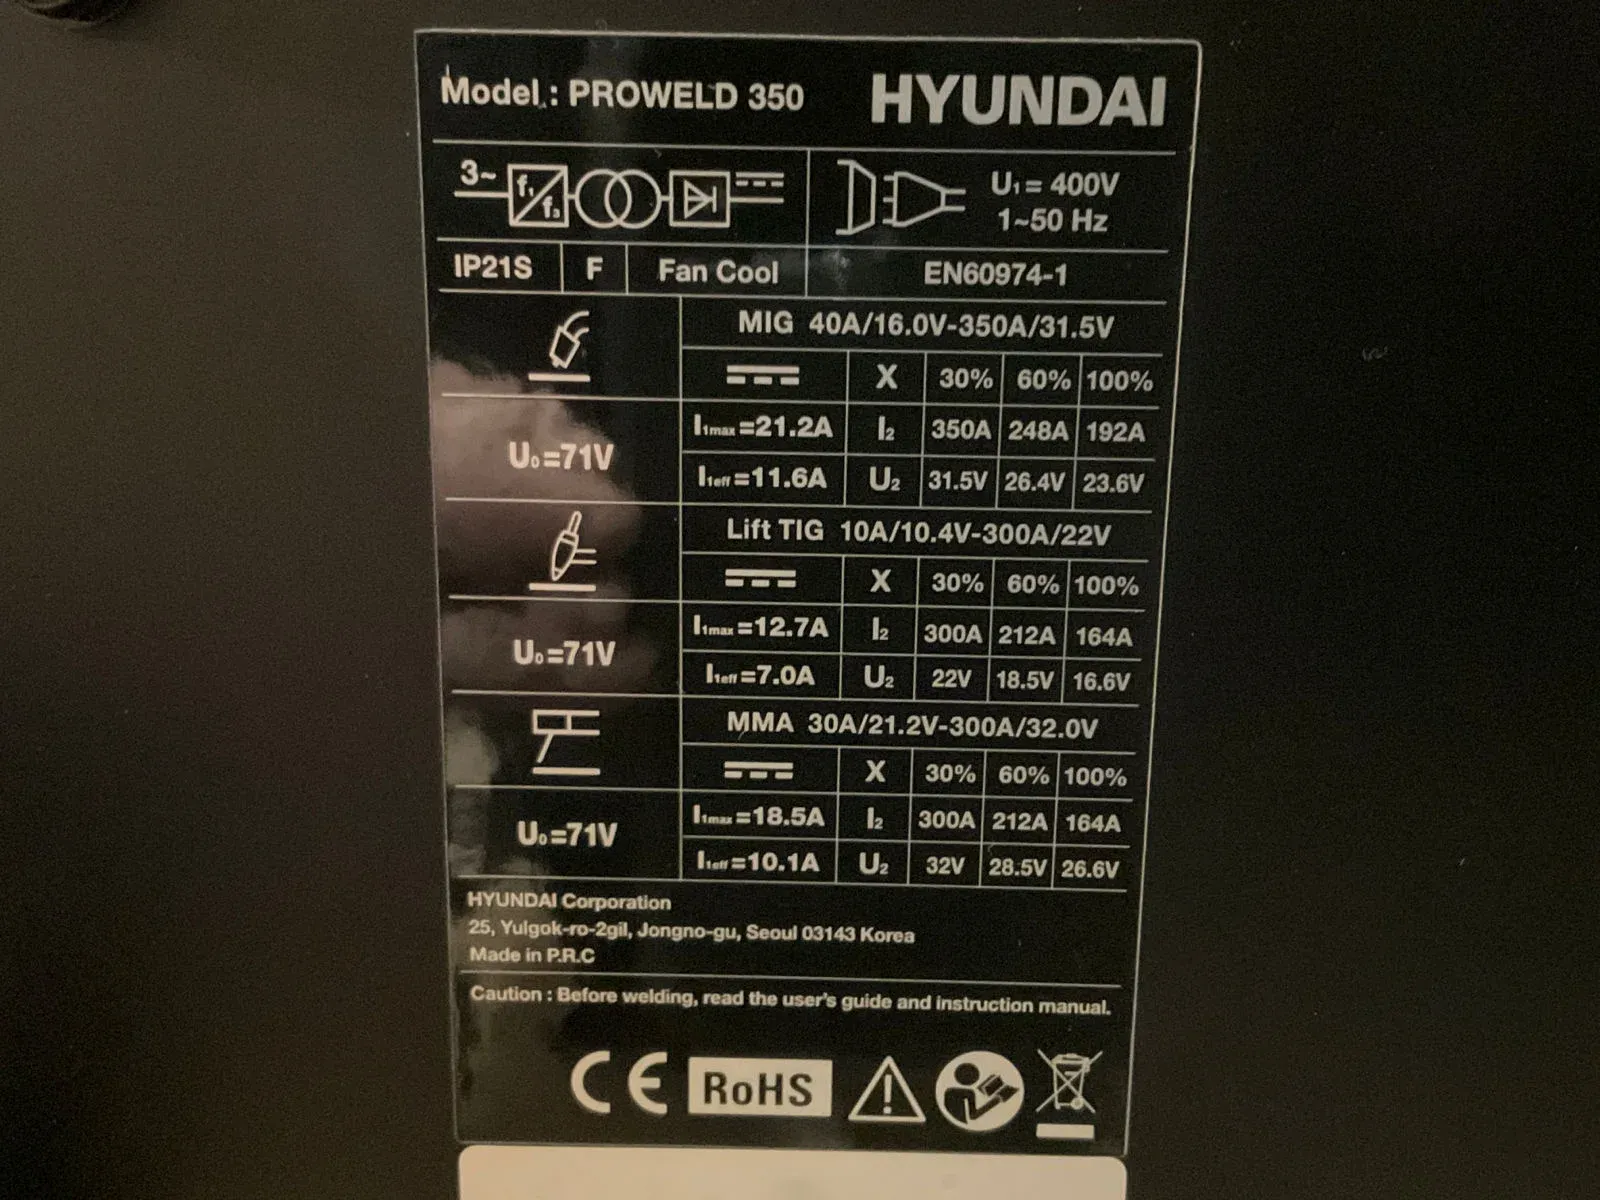 Model.: PROWELD 350 HYUNDAI
3~ f₁ f₃ U₁= 400V
1~50 Hz
IP21S F Fan Cool EN60974-1
MIG 40A/16.0V-350A/31.5V
X 30% 60% 100%
I₁max=21.2A I₂ 350A 248A 192A
U₀=71V
I₁eff=11.6A U₂ 31.5V 26.4V 23.6V
Lift TIG 10A/10.4V-300A/22V
X 30% 60% 100%
I₁max=12.7A I₂ 300A 212A 164A
U₀=71V
I₁eff=7.0A U₂ 22V 18.5V 16.6V
MMA 30A/21.2V-300A/32.0V
X 30% 60% 100%
I₁max=18.5A I₂ 300A 212A 164A
U₀=71V
I₁eff=10.1A U₂ 32V 28.5V 26.6V
HYUNDAI Corporation
25, Yulgok-ro-2gil, Jongno-gu, Seoul 03143 Korea
Made in P.R.C
Caution : Before welding, read the user's guide and instruction manual.
CE RoHS